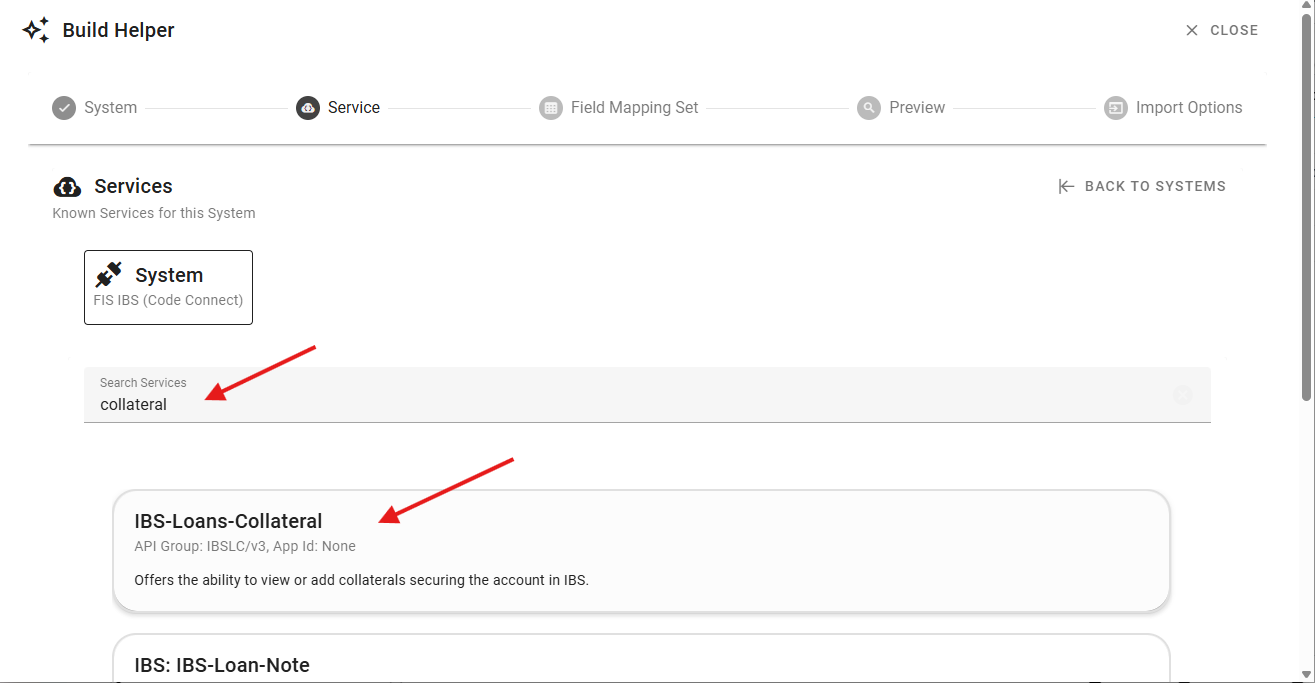 Build Helper
CLOSE
System
Service
Field Mapping Set
Preview
Import Options
Services
BACK TO SYSTEMS
Known Services for this System
System
FIS IBS (Code Connect)
Search Services
collateral
IBS-Loans-Collateral
API Group: IBSLC/v3, App Id: None
Offers the ability to view or add collaterals securing the account in IBS.
IBS: IBS-Loan-Note